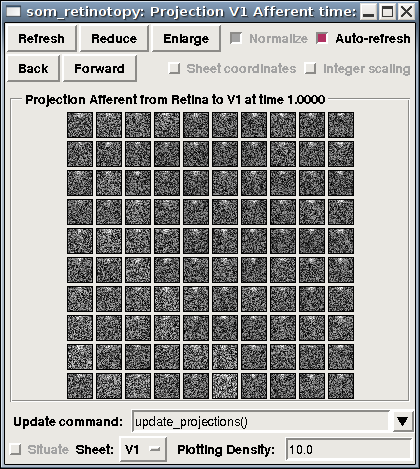 som_retinotopy: Projection V1 Afferent time:
Refresh Reduce Enlarge Normalize Auto-refresh
Back Forward Sheet coordinates Integer scaling
Projection Afferent from Retina to V1 at time 1.0000
Update command: update_projections()
Situate Sheet: V1 Plotting Density: 10.0